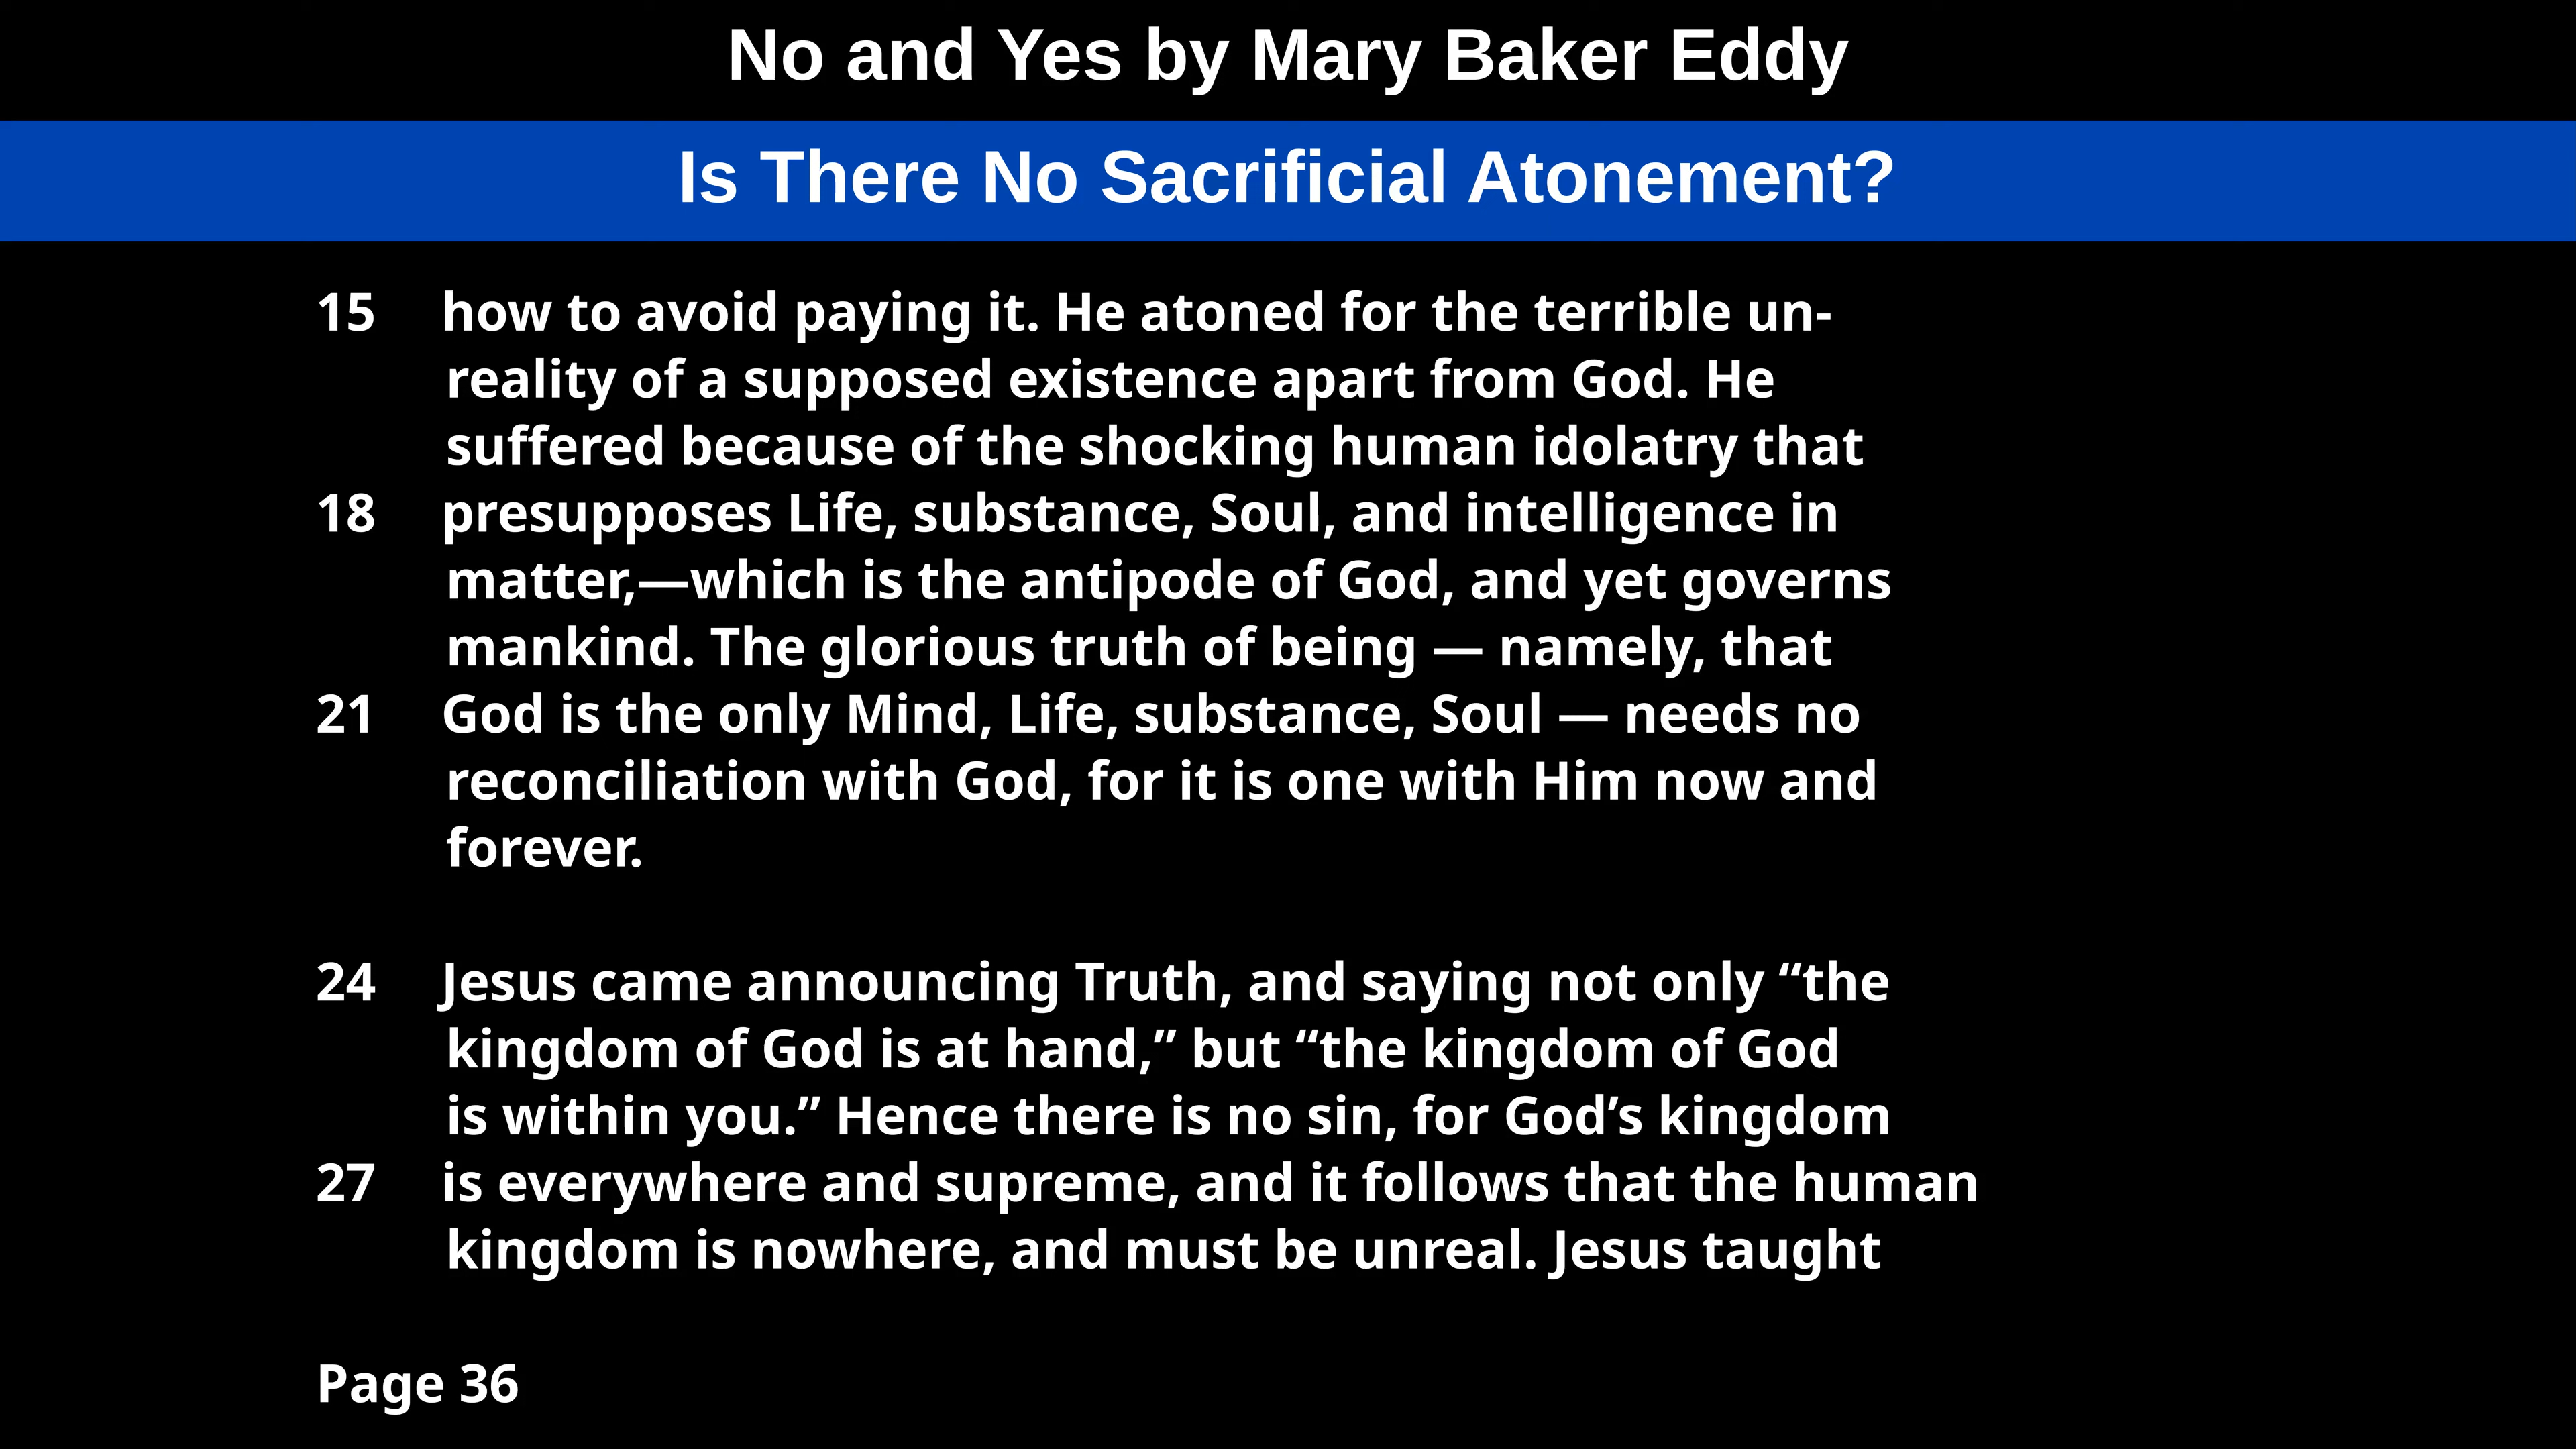 No and Yes by Mary Baker Eddy
Is There No Sacrificial Atonement?
15 how to avoid paying it. He atoned for the terrible un-
reality of a supposed existence apart from God. He
suffered because of the shocking human idolatry that
18 presupposes Life, substance, Soul, and intelligence in
matter,—which is the antipode of God, and yet governs
mankind. The glorious truth of being — namely, that
21 God is the only Mind, Life, substance, Soul — needs no
reconciliation with God, for it is one with Him now and
forever.
24 Jesus came announcing Truth, and saying not only “the
kingdom of God is at hand,” but “the kingdom of God
is within you.” Hence there is no sin, for God’s kingdom
27 is everywhere and supreme, and it follows that the human
kingdom is nowhere, and must be unreal. Jesus taught
Page 36